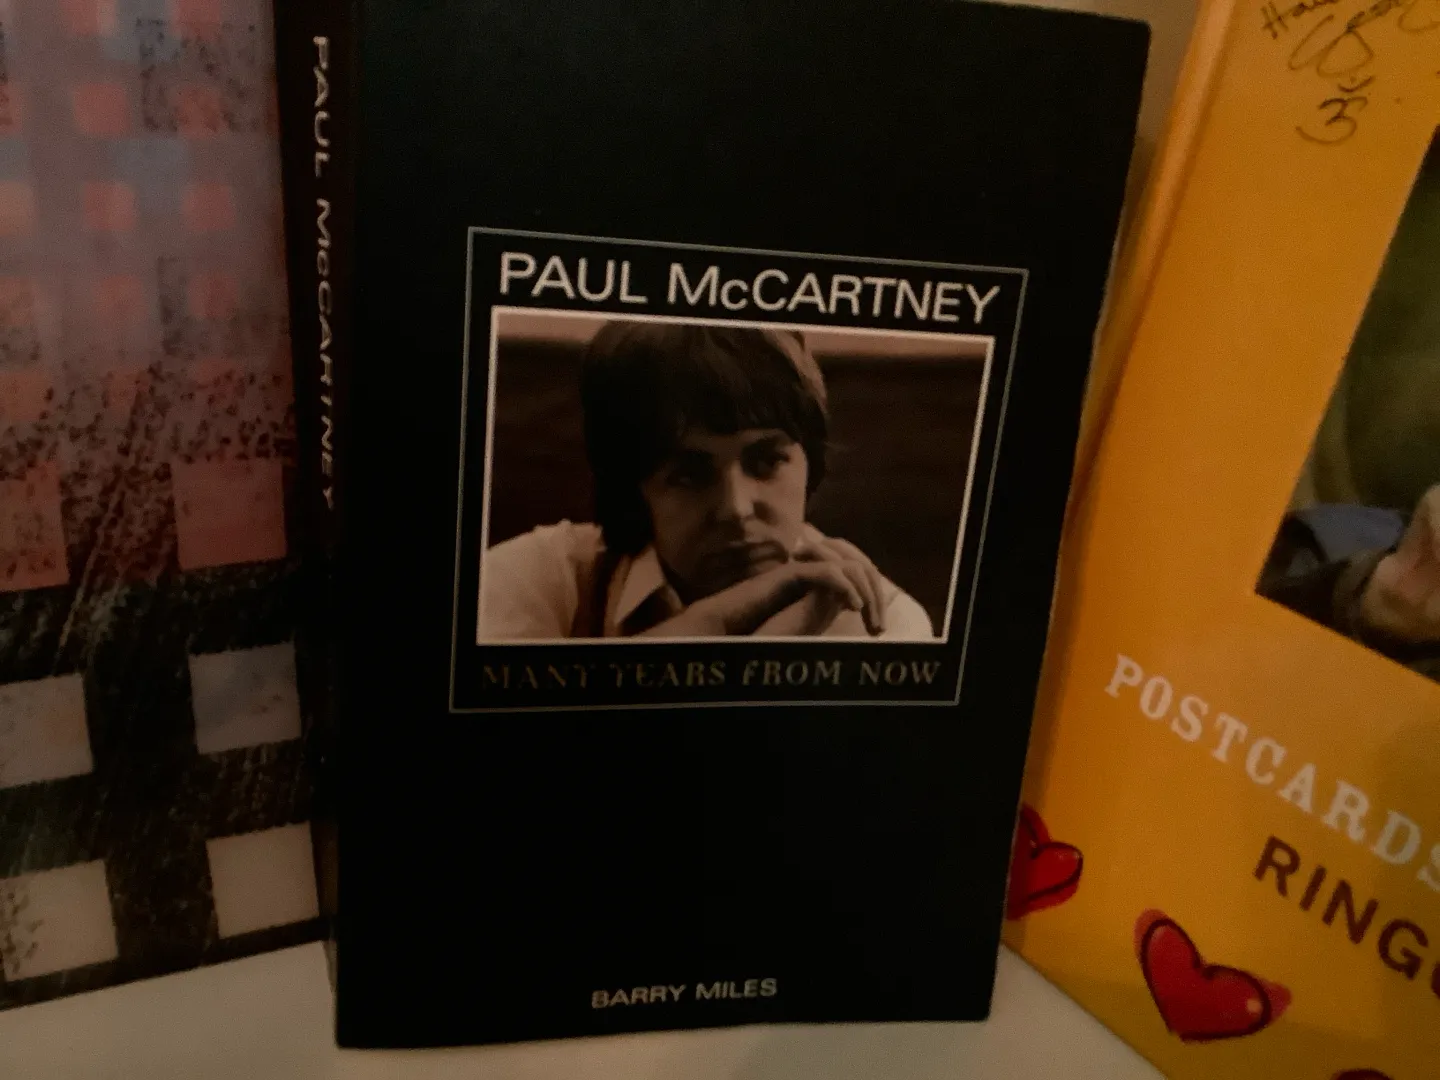 PAUL McCARTNEY
PAUL McCARTNEY
MANY YEARS FROM NOW
BARRY MILES
POSTCARDS
RING